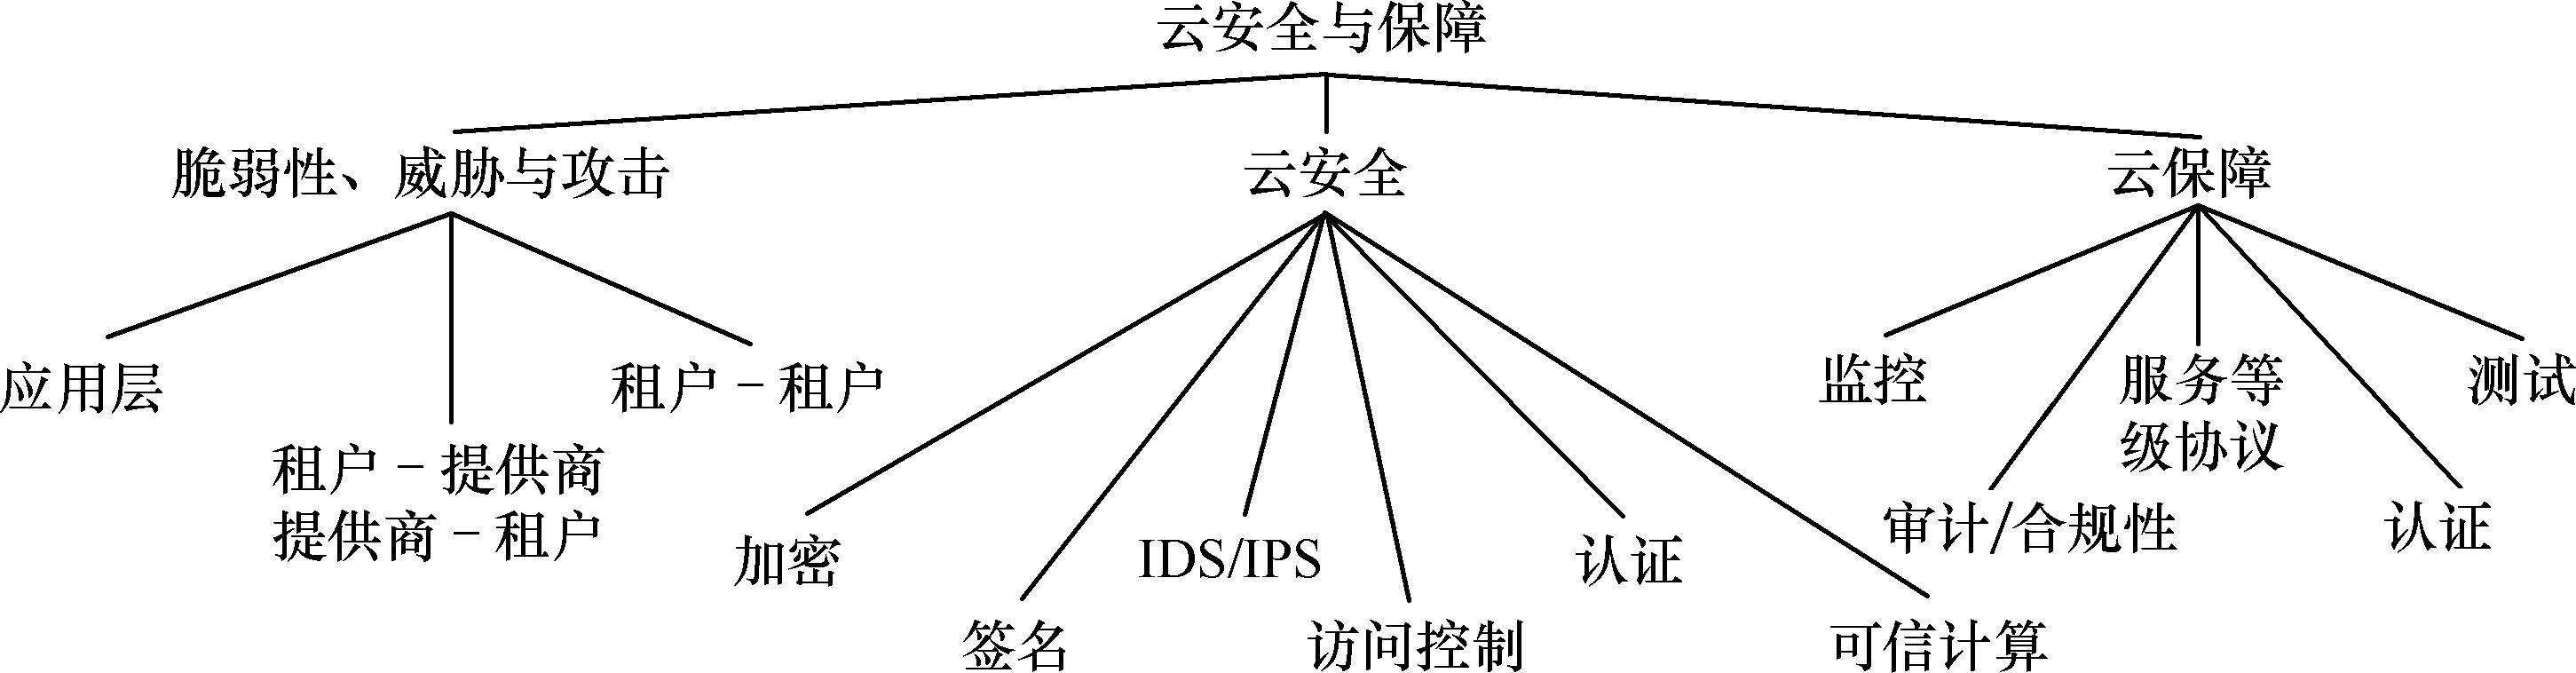 云安全与保障
脆弱性、威胁与攻击
云安全
云保障
应用层
租户－提供商
提供商－租户
租户－租户
加密
签名
IDS/IPS
访问控制
认证
可信计算
监控
审计/合规性
服务等
级协议
认证
测试